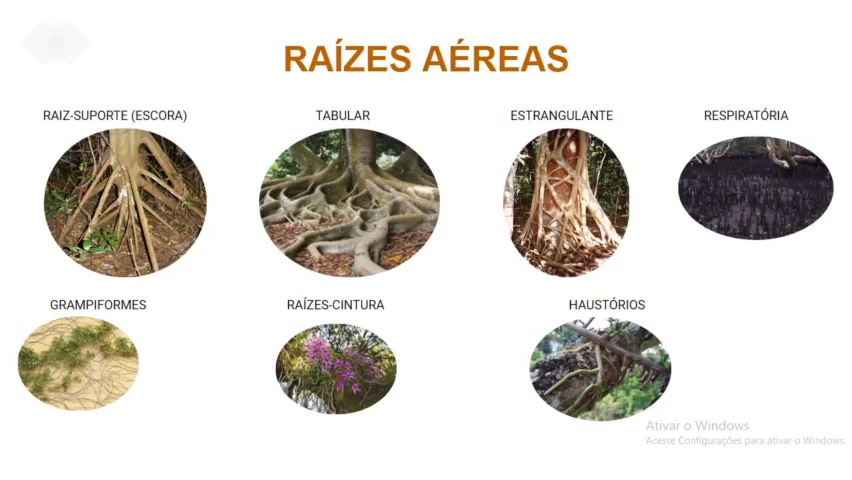 RAÍZES AÉREAS
RAIZ-SUPORTE (ESCORA)
TABULAR
ESTRANGULANTE
RESPIRATÓRIA
GRAMPIFORMES
RAÍZES-CINTURA
HAUSTÓRIOS
Ativar o Windows
Acesse Configurações para ativar o Windows.